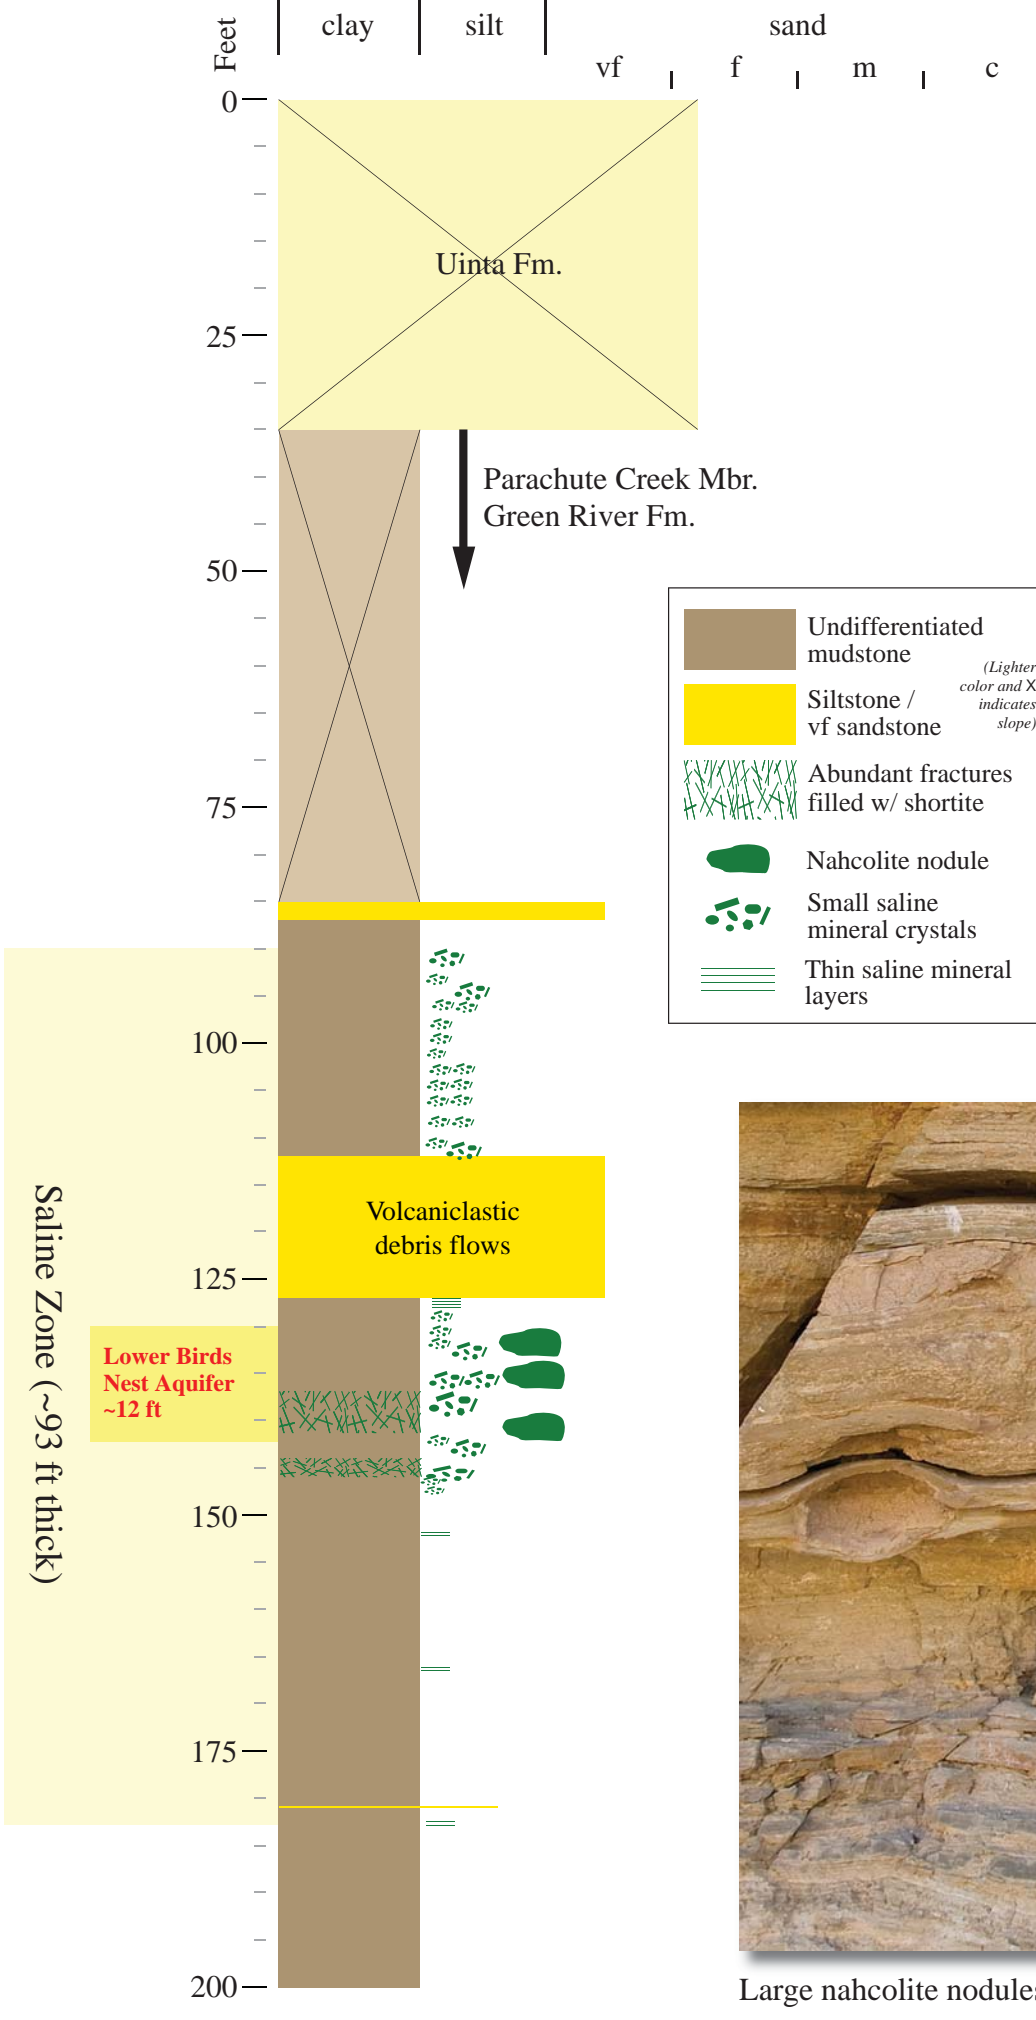 Feet
clay
silt
sand
vf
f
m
c
0
Uinta Fm.
25
Parachute Creek Mbr.
Green River Fm.
50
Undifferentiated
mudstone
(Lighter
color and X
indicates
slope)
Siltstone /
vf sandstone
Abundant fractures
filled w/ shortite
Nahcolite nodule
Small saline
mineral crystals
Thin saline mineral
layers
75
100
Volcaniclastic
debris flows
125
Saline Zone (~93 ft thick)
Lower Birds
Nest Aquifer
~12 ft
150
175
200
Large nahcolite nodules